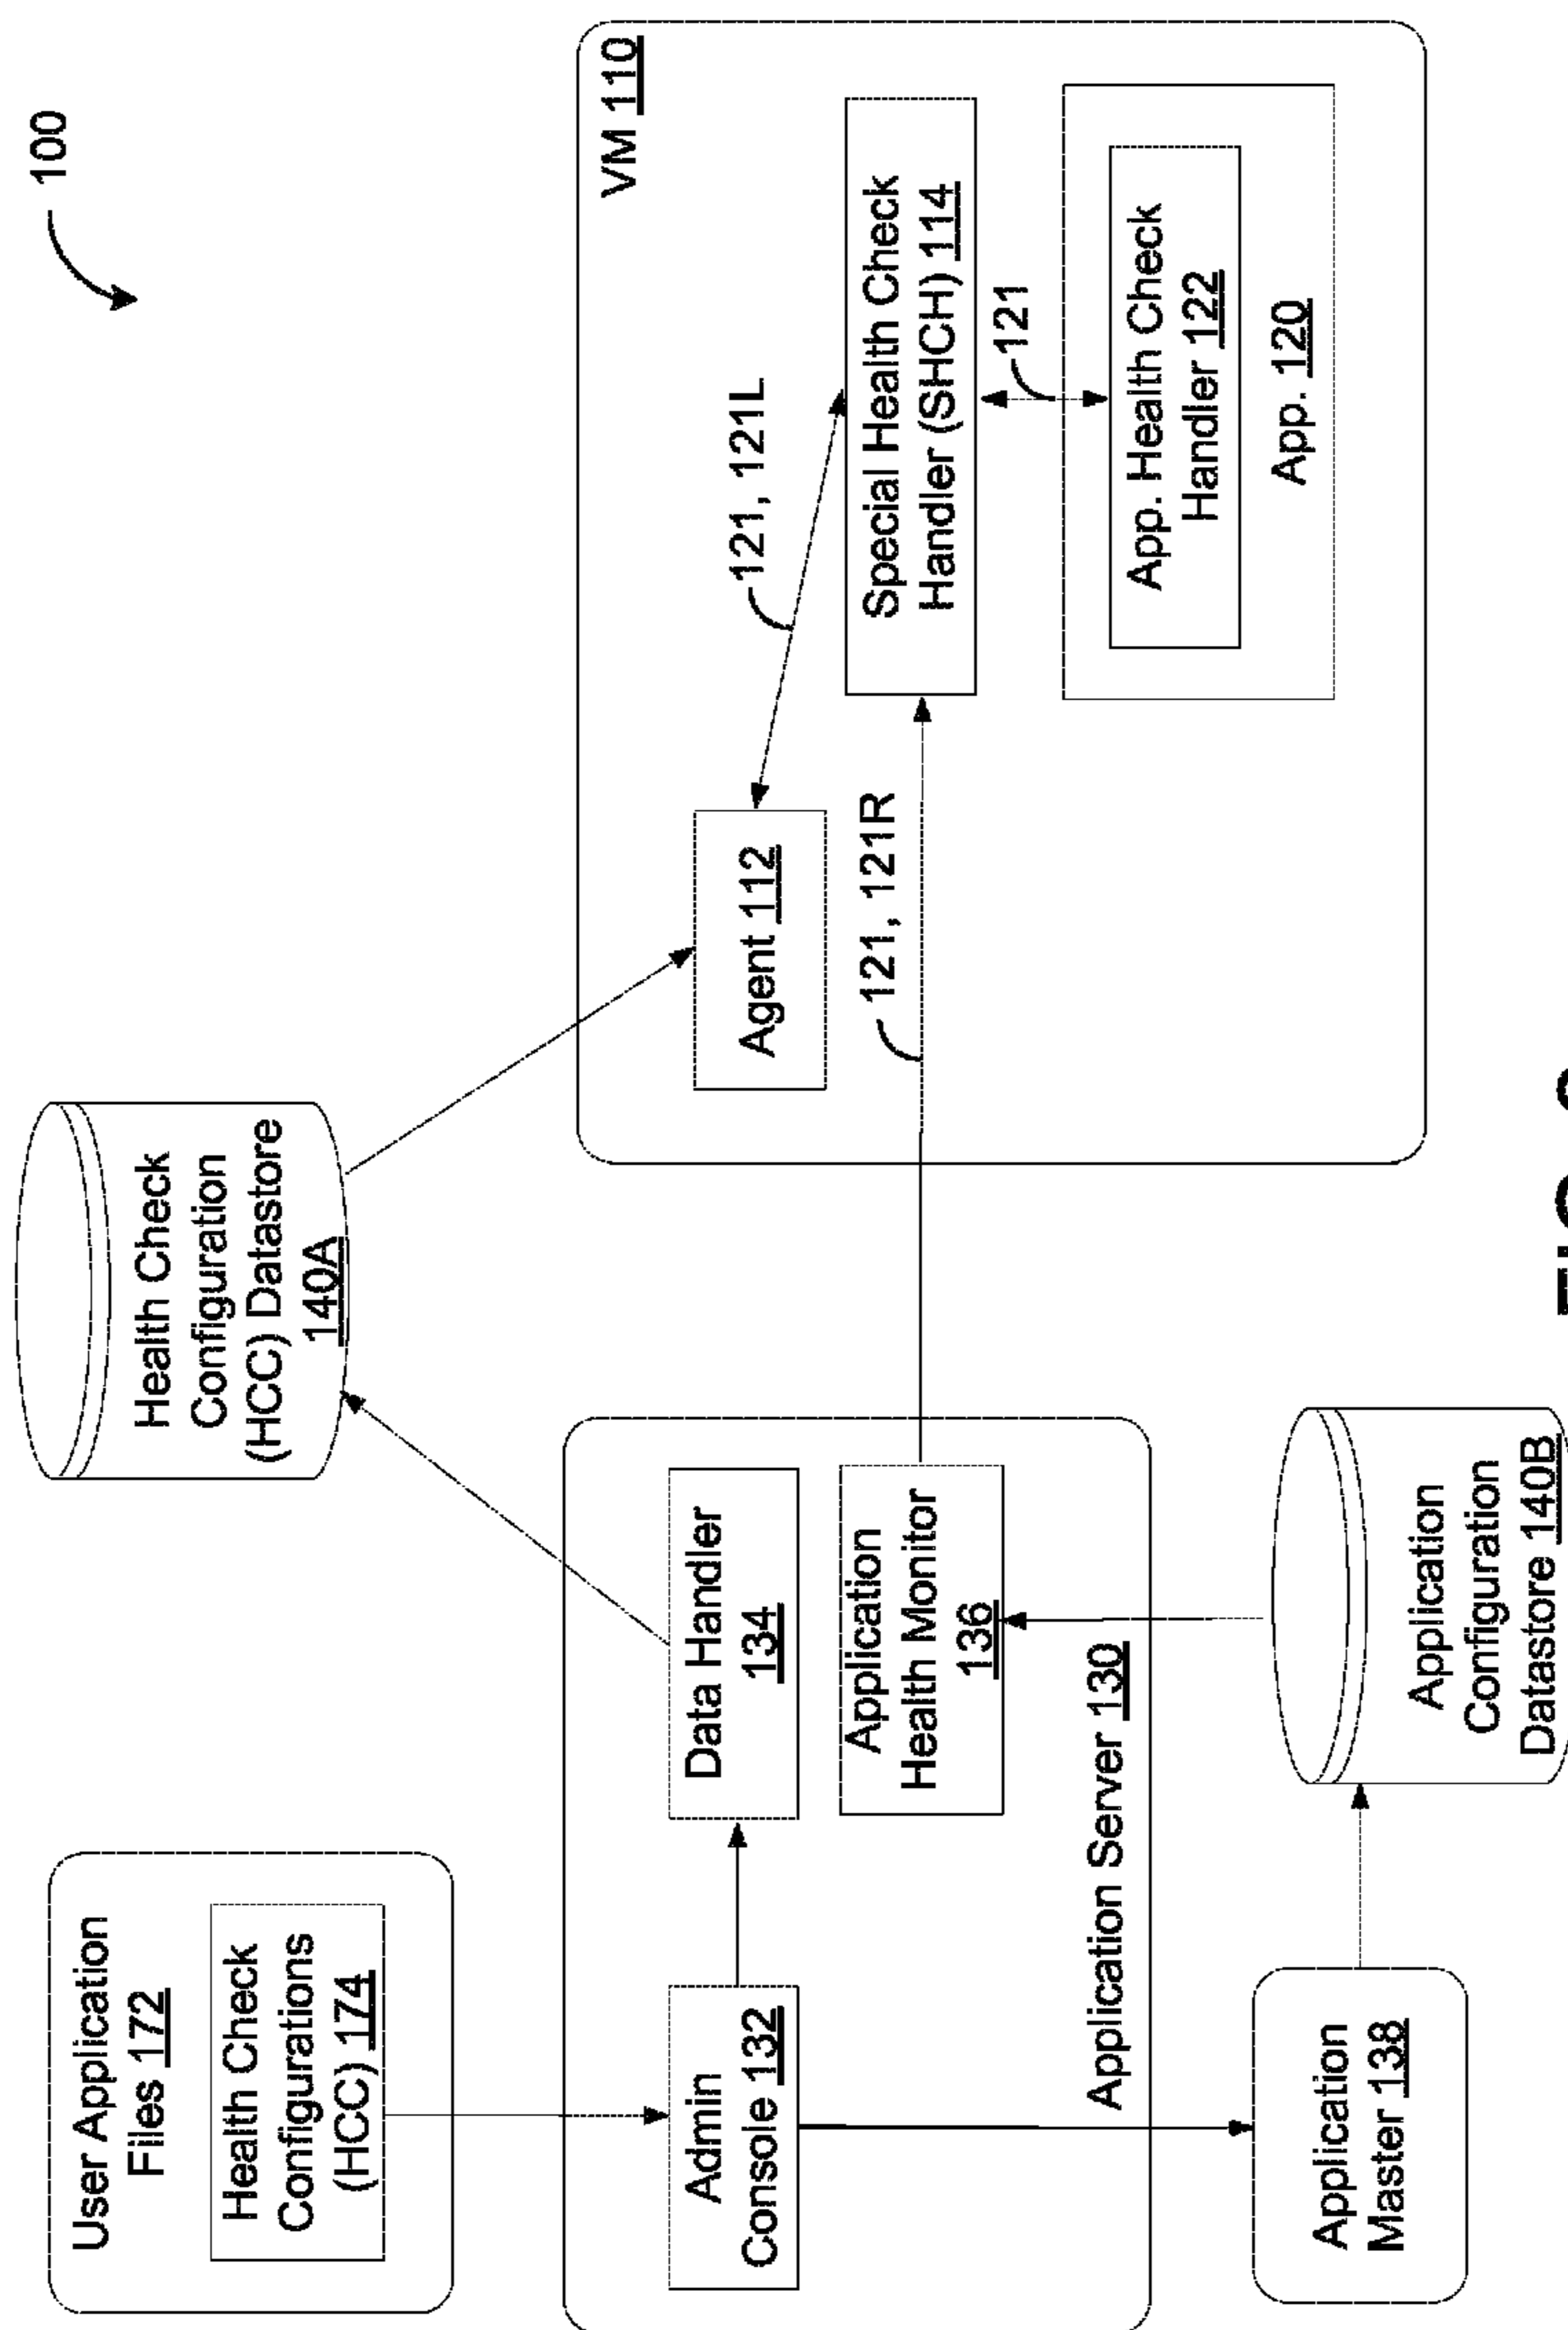 100
User Application
Files 172
Health Check
Configurations
(HCC) 174
Health Check
Configuration
(HCC) Datastore
140A
Admin
Console 132
Data Handler
134
Application
Health Monitor
136
Application Server 130
Application
Master 138
Application
Configuration
Datastore 140B
VM 110
Agent 112
121, 121L
121, 121R
Special Health Check
Handler (SHCH) 114
121
App. Health Check
Handler 122
App. 120